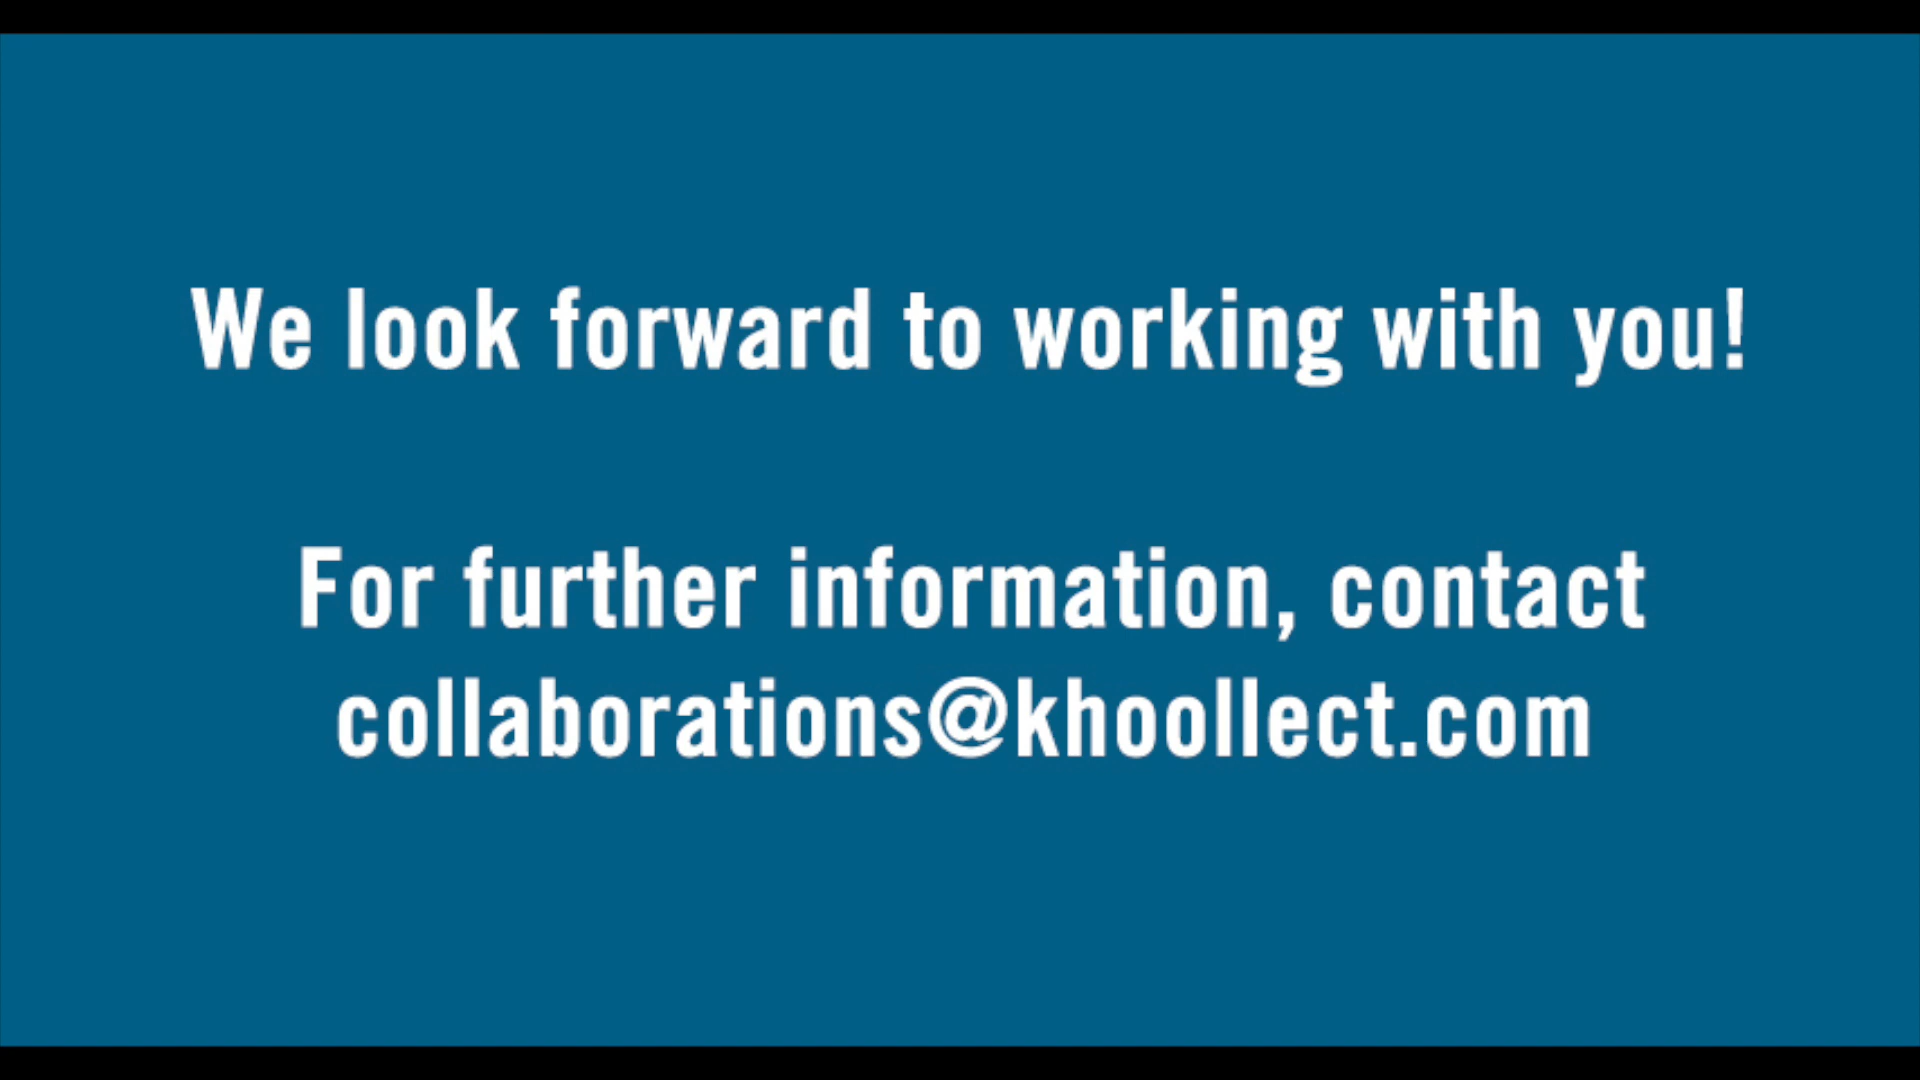 We look forward to working with you!
For further information, contact
collaborations@khoollect.com